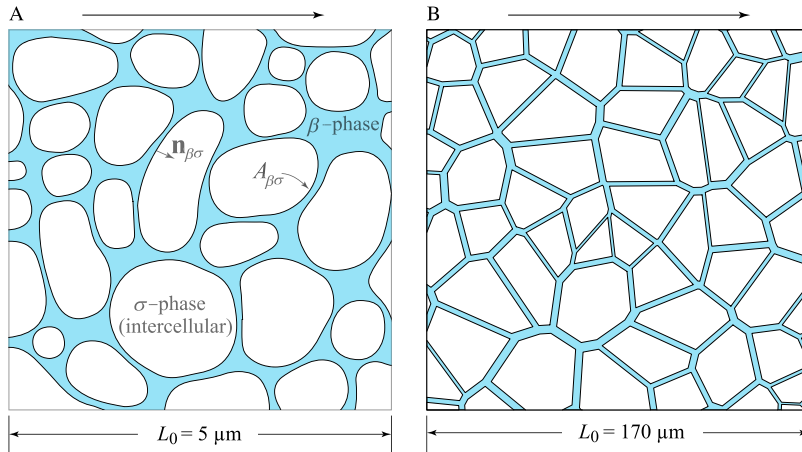 A
β-phase
n_βσ
A_βσ
σ-phase
(intercellular)
L₀ = 5 µm
B
L₀ = 170 µm